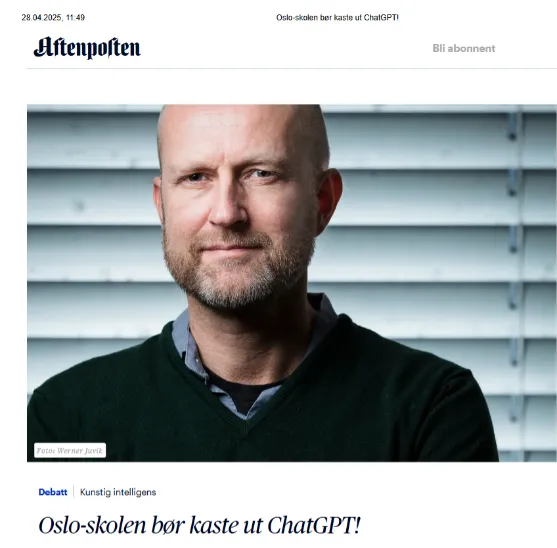 28.04.2025, 11:49 Oslo-skolen bør kaste ut ChatGPT!
Aftenposten
Bli abonnent
Foto: Werner Juvik
Debatt | Kunstig intelligens
Oslo-skolen bør kaste ut ChatGPT!